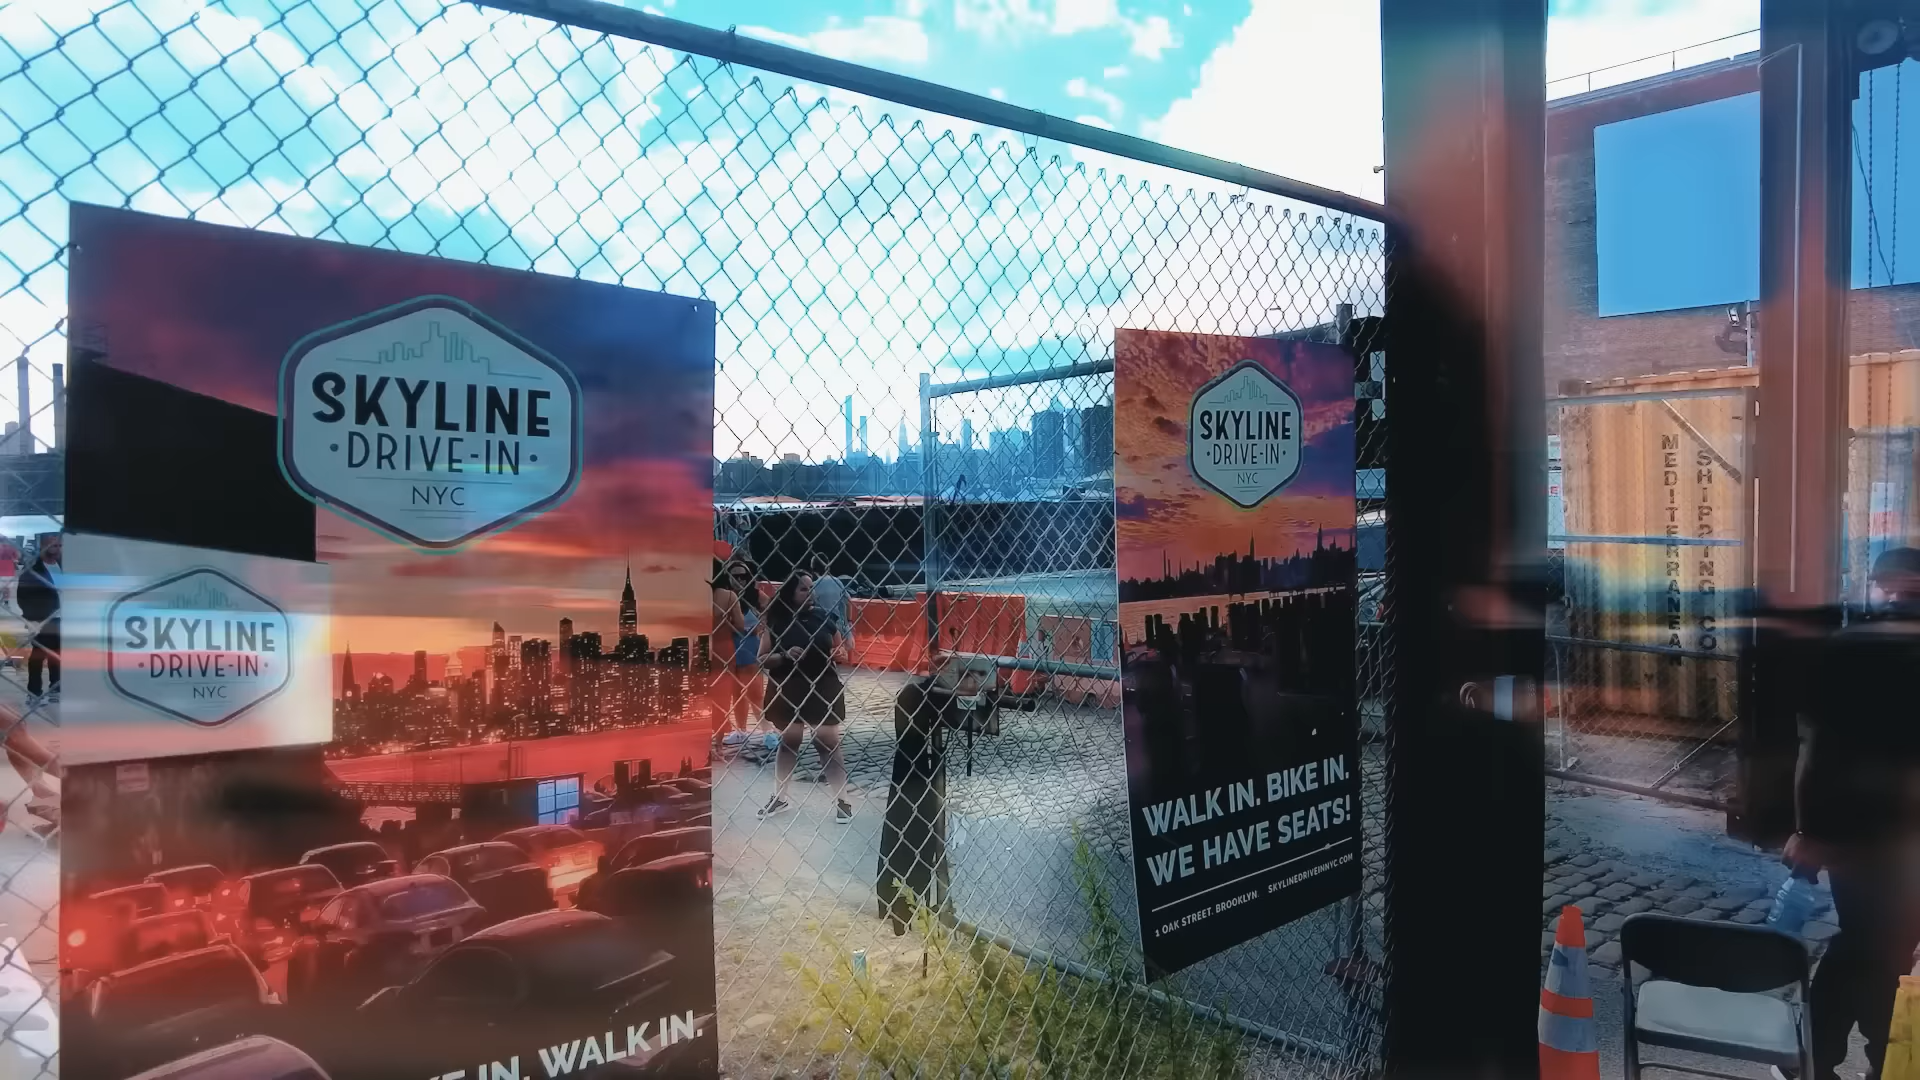 SKYLINE
·DRIVE-IN·
NYC
SKYLINE
·DRIVE-IN·
NYC
IN. WALK IN.
SKYLINE
·DRIVE-IN·
NYC
WALK IN. BIKE IN.
WE HAVE SEATS!
1 OAK STREET. BROOKLYN. SKYLINEDRIVEINNYC.COM
MEDITERRANEAN
SHIPPING CO